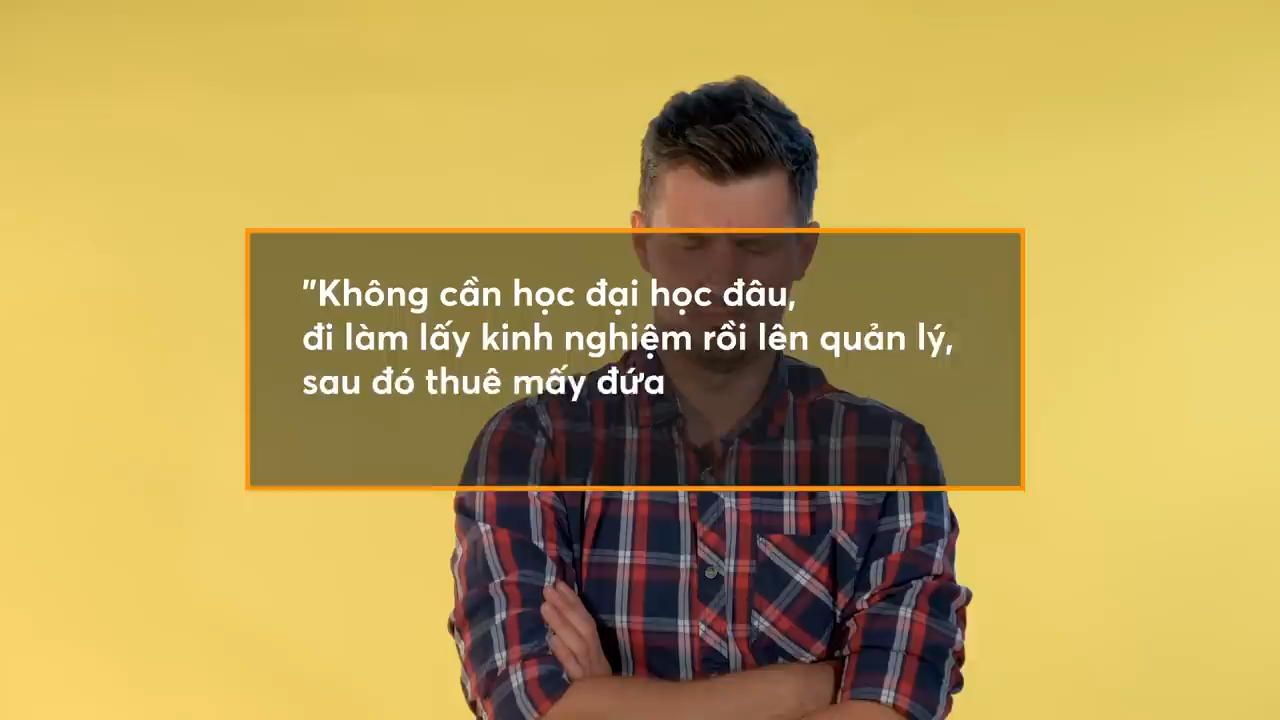 "Không cần học đại học đâu,
đi làm lấy kinh nghiệm rồi lên quản lý,
sau đó thuê mấy đứa